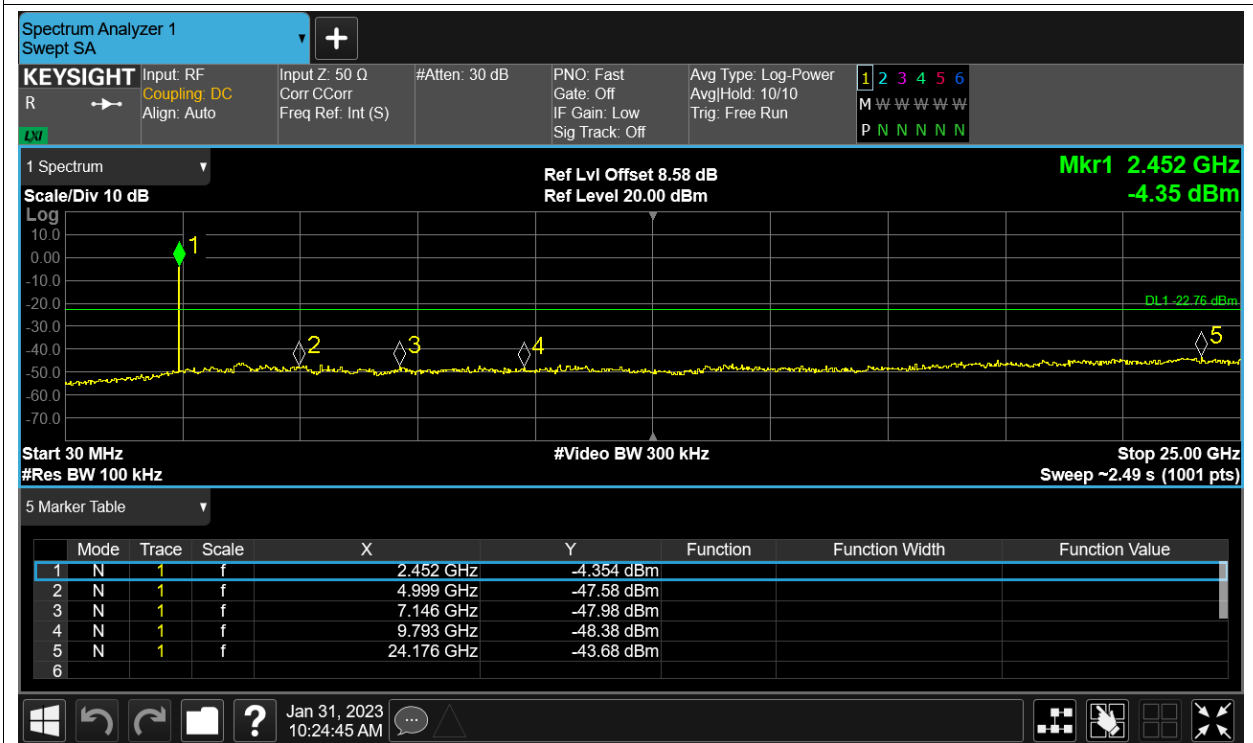 Spectrum Analyzer 1
Swept SA
KEYSIGHT
R
LXI
Input: RF
Coupling: DC
Align: Auto
Input Z: 50 Ω
Corr CCorr
Freq Ref: Int (S)
#Atten: 30 dB
PNO: Fast
Gate: Off
IF Gain: Low
Sig Track: Off
Avg Type: Log-Power
Avg|Hold: 10/10
Trig: Free Run
1 2 3 4 5 6
M W W W W W
P N N N N N
1 Spectrum
Scale/Div 10 dB
Ref Lvl Offset 8.58 dB
Ref Level 20.00 dBm
Mkr1 2.452 GHz
-4.35 dBm
Log
10.0
0.00
-10.0
-20.0
-30.0
-40.0
-50.0
-60.0
-70.0
1
2
3
4
5
DL1 -22.76 dBm
Start 30 MHz
#Res BW 100 kHz
#Video BW 300 kHz
Stop 25.00 GHz
Sweep ~2.49 s (1001 pts)
5 Marker Table
Mode Trace Scale X Y Function Function Width Function Value
1 N 1 f 2.452 GHz -4.354 dBm
2 N 1 f 4.999 GHz -47.58 dBm
3 N 1 f 7.146 GHz -47.98 dBm
4 N 1 f 9.793 GHz -48.38 dBm
5 N 1 f 24.176 GHz -43.68 dBm
6
?
Jan 31, 2023
10:24:45 AM